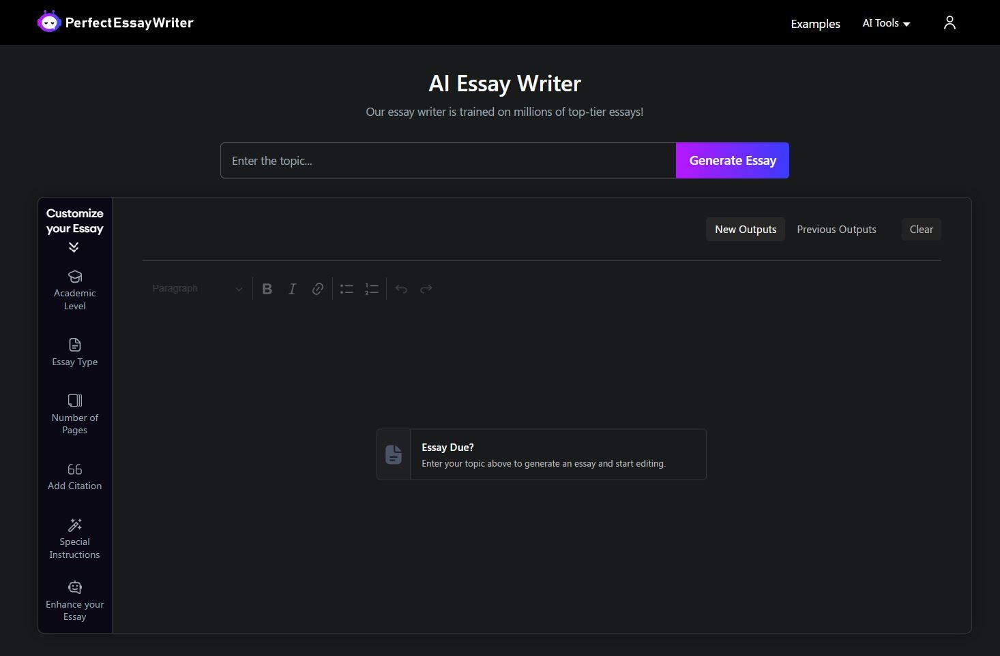 PerfectEssayWriter
Examples
AI Tools
AI Essay Writer
Our essay writer is trained on millions of top-tier essays!
Enter the topic...
Generate Essay
Customize
your Essay
New Outputs
Previous Outputs
Clear
Paragraph
B
I
Academic
Level
Essay Type
Number of
Pages
Add Citation
Special
Instructions
Enhance your
Essay
Essay Due?
Enter your topic above to generate an essay and start editing.